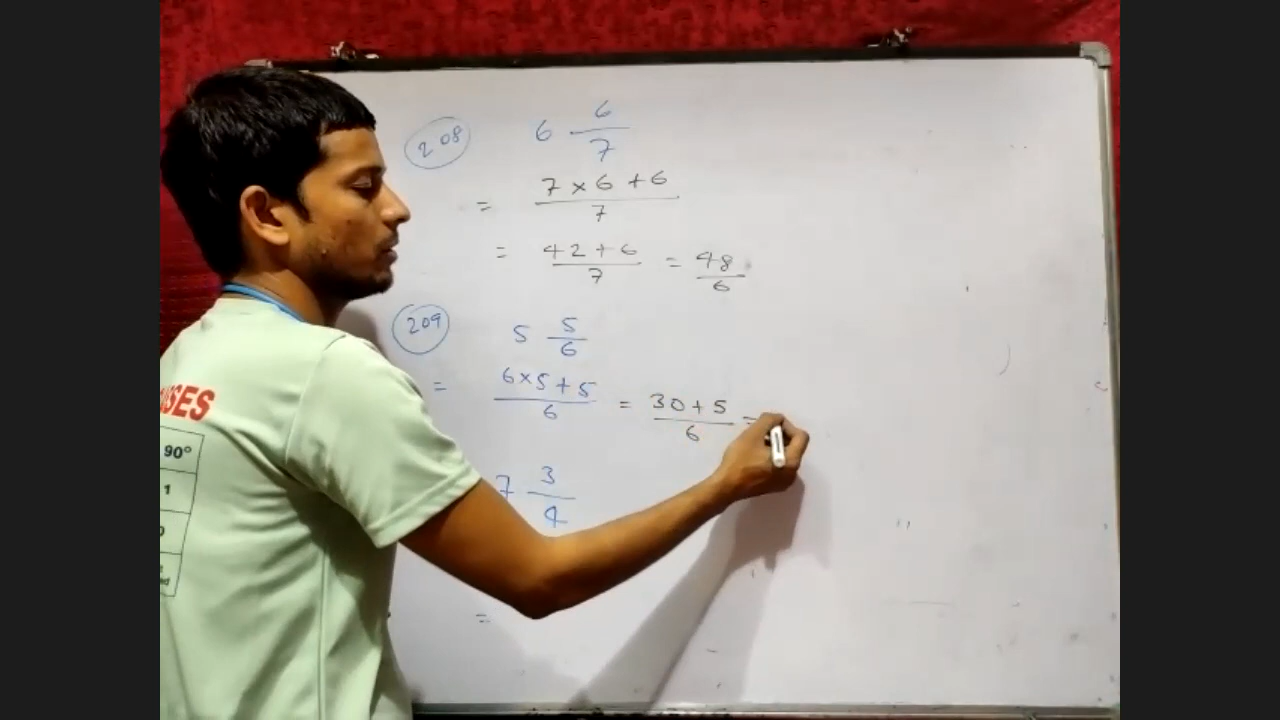 208 6 6/7
= 7 x 6 + 6/7
= 42 + 6/7 = 48/6
209 5 5/6
= 6 x 5 + 5/6 = 30 + 5/6 =
7 3/4
=
90°
1